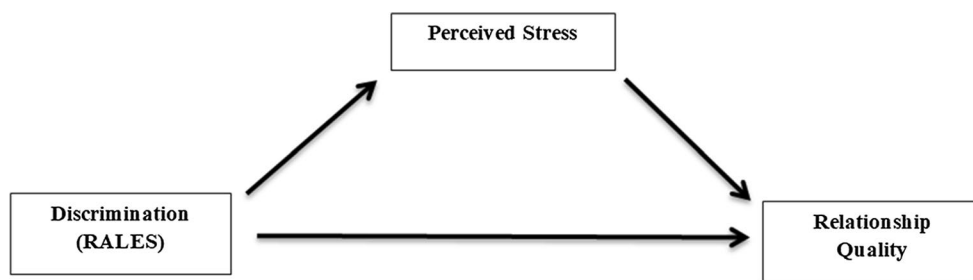 Perceived Stress
Discrimination
(RALES)
Relationship
Quality